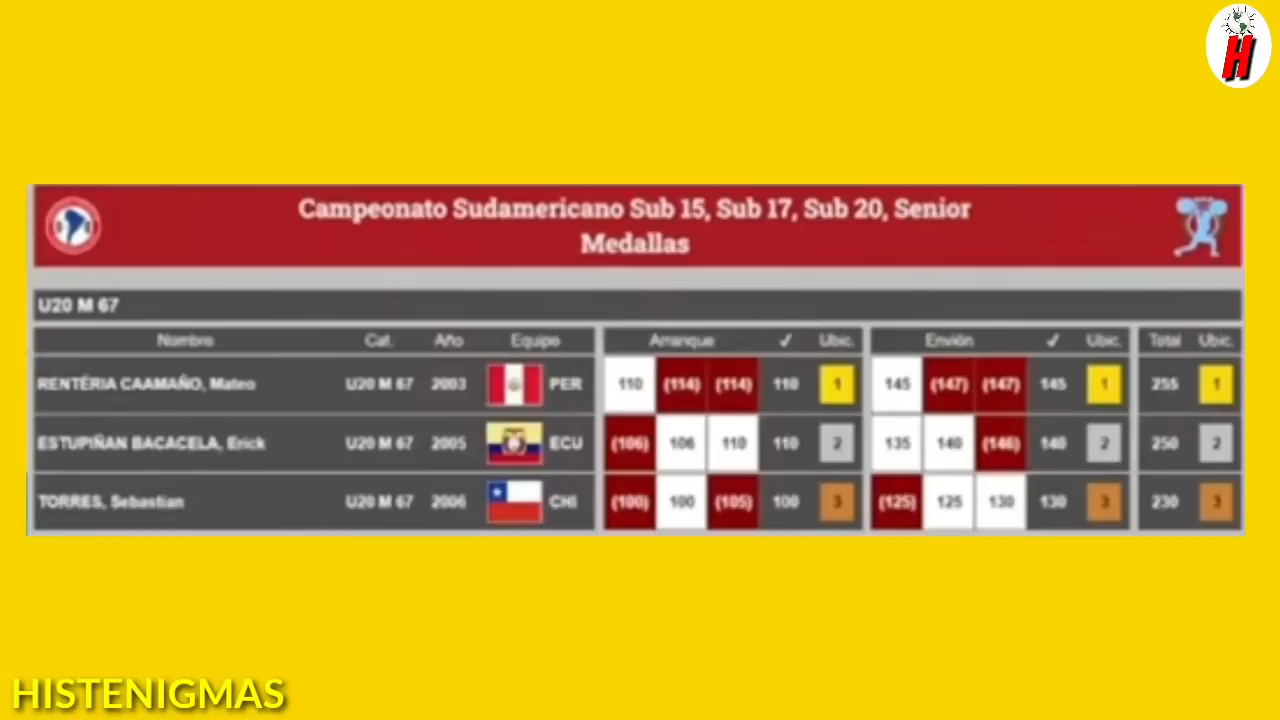 H
Campeonato Sudamericano Sub 15, Sub 17, Sub 20, Senior
Medallas
U20 M 67
Nombre Cat. Año Equipo Arranque ✓ Ubic. Envión ✓ Ubic. Total Ubic.
RENTÉRIA CAAMAÑO, Mateo U20 M 67 2003 PER 110 (114) (114) 110 1 145 (147) (147) 145 1 255 1
ESTUPIÑAN BACACELA, Erick U20 M 67 2005 ECU (106) 106 110 110 2 135 140 (146) 140 2 250 2
TORRES, Sebastian U20 M 67 2006 CHI (100) 100 (105) 100 3 (125) 125 130 130 3 230 3
HISTENIGMAS